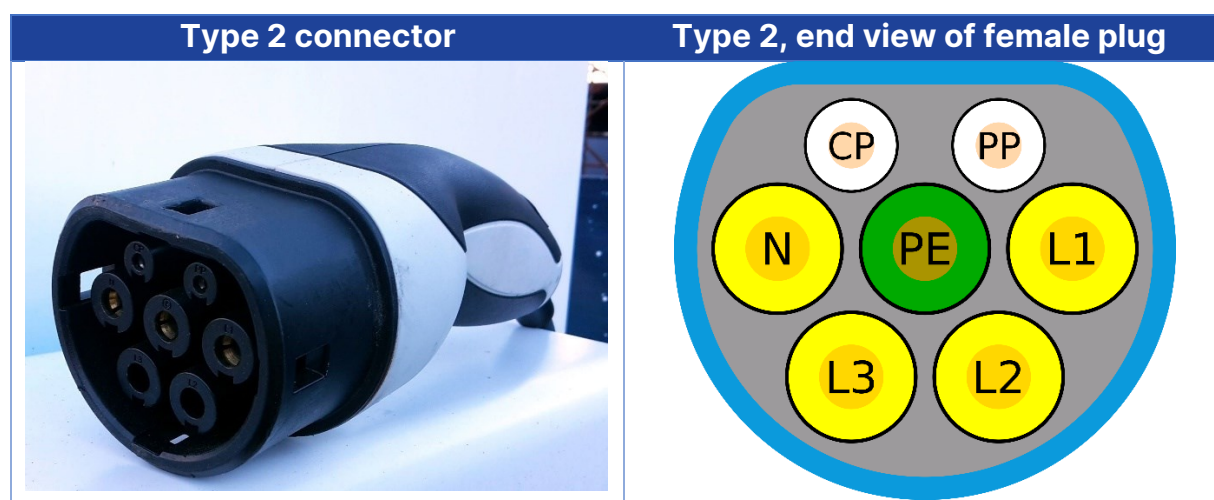 Type 2 connector
Type 2, end view of female plug
CP PP
N PE L1
L3 L2